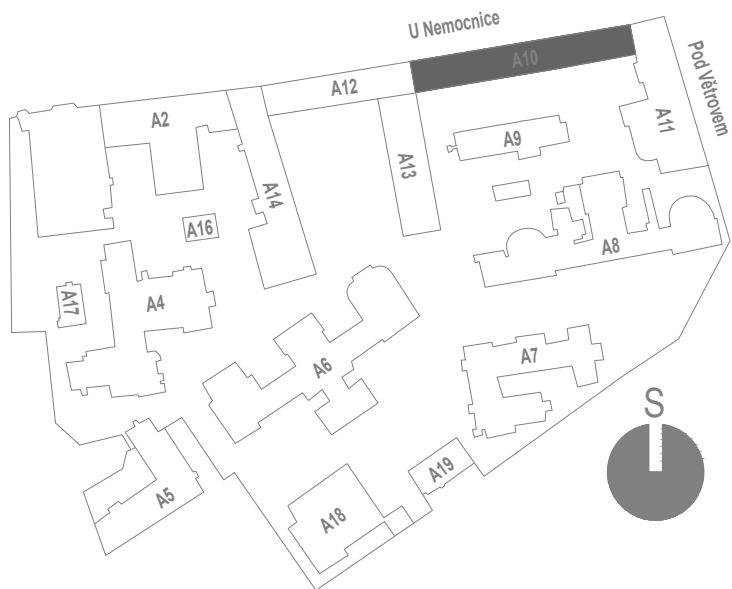 U Nemocnice
Pod Větrovem
A10
A12
A2
A11
A9
A13
A14
A16
A8
A17
A4
A7
A6
S
A19
A5
A18